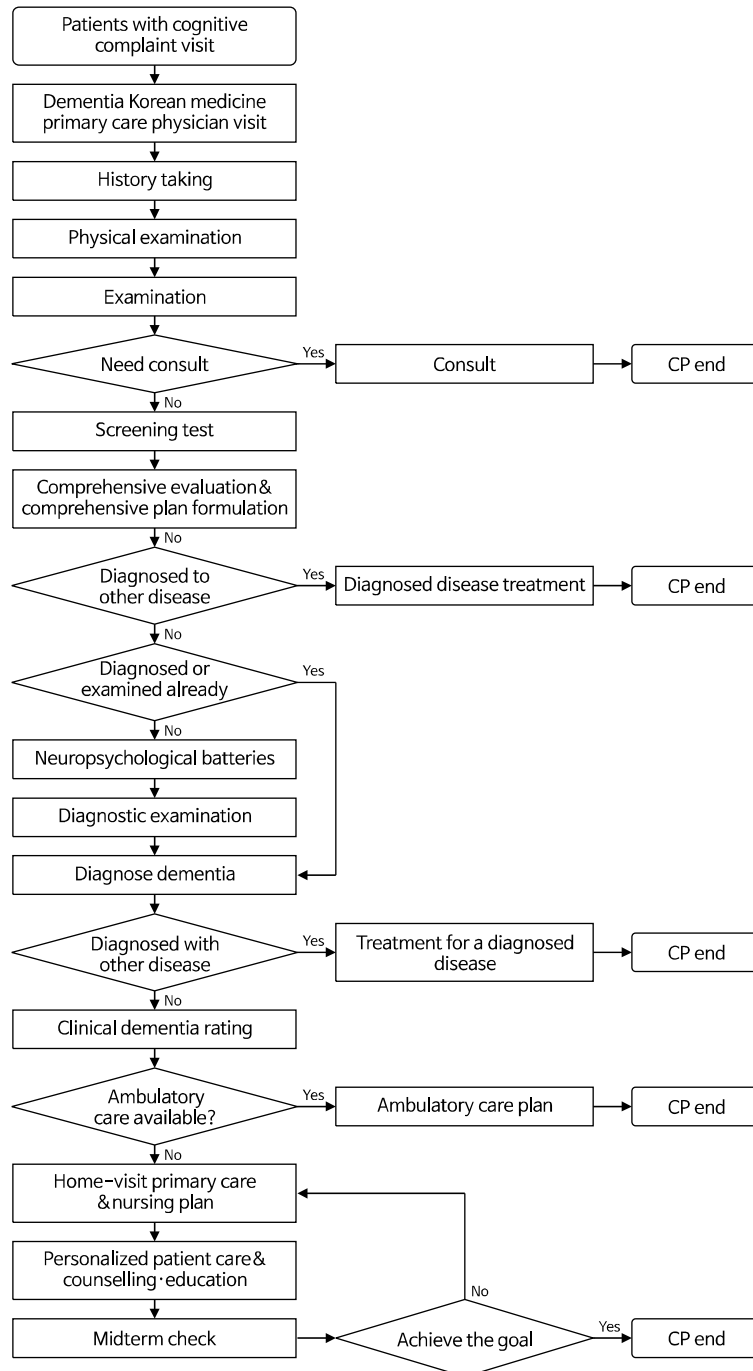 Patients with cognitive
complaint visit
Dementia Korean medicine
primary care physician visit
History taking
Physical examination
Examination
Need consult
Yes
Consult
CP end
No
Screening test
Comprehensive evaluation &
comprehensive plan formulation
No
Diagnosed to
other disease
Yes
Diagnosed disease treatment
CP end
No
Diagnosed or
examined already
Yes
No
Neuropsychological batteries
Diagnostic examination
Diagnose dementia
Diagnosed with
other disease
Yes
Treatment for a diagnosed
disease
CP end
No
Clinical dementia rating
Ambulatory
care available?
Yes
Ambulatory care plan
CP end
No
Home-visit primary care
& nursing plan
Personalized patient care &
counselling·education
No
Midterm check
Achieve the goal
Yes
CP end